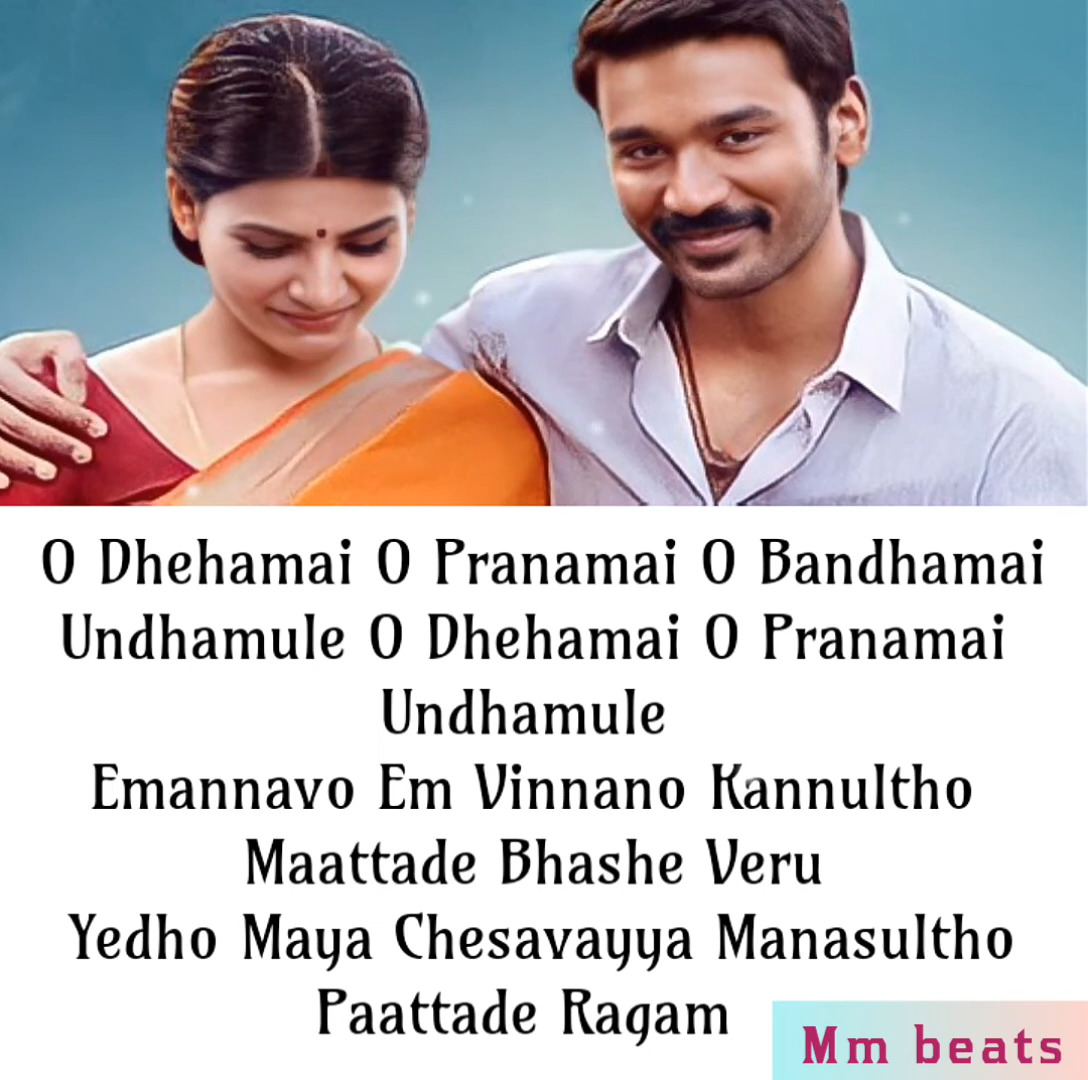 O Dhehamai O Pranamai O Bandhamai
Undhamule O Dhehamai O Pranamai
Undhamule
Emannavo Em Vinnano Kannultho
Maattade Bhashe Veru
Yedho Maya Chesavayya Manasultho
Paattade Ragam
Mm beats